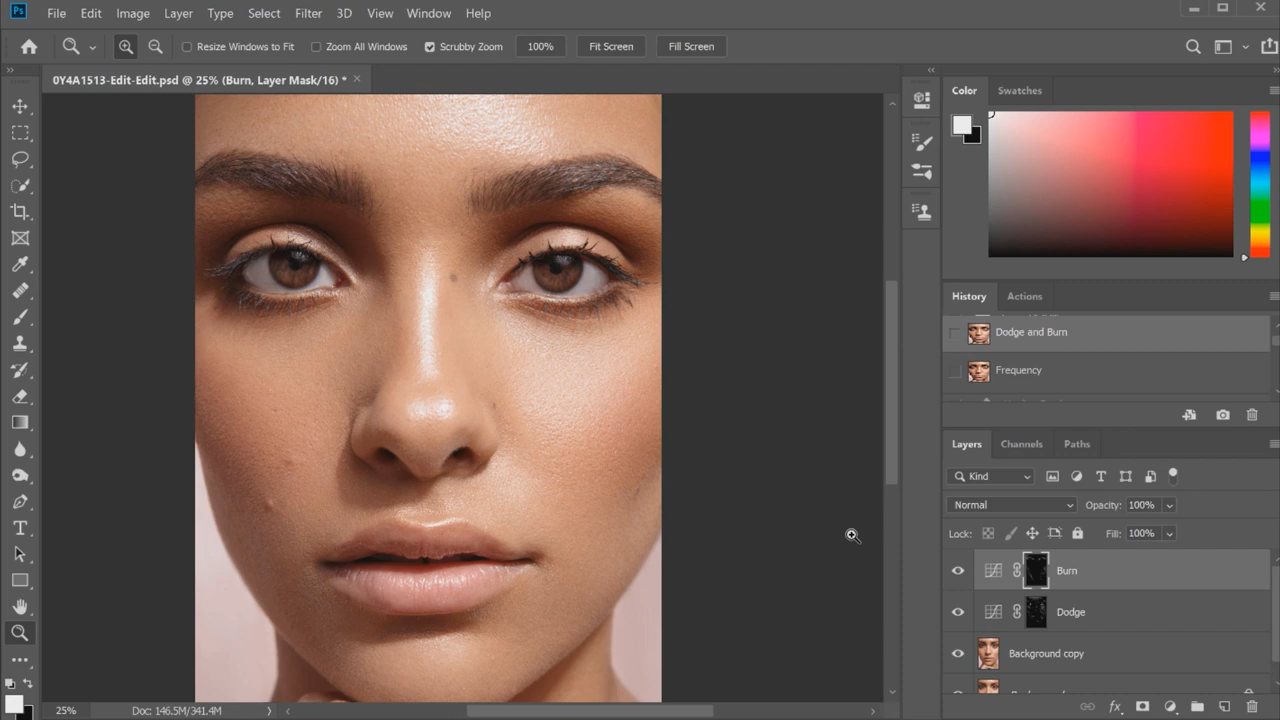 Ps File Edit Image Layer Type Select Filter 3D View Window Help
Resize Windows to Fit Zoom All Windows Scrubby Zoom 100% Fit Screen Fill Screen
0Y4A1513-Edit-Edit.psd @ 25% (Burn, Layer Mask/16) *
Color Swatches
History Actions
Dodge and Burn
Frequency
Layers Channels Paths
Kind
Normal Opacity: 100%
Lock: Fill: 100%
Burn
Dodge
Background copy
25% Doc: 146.5M/341.4M